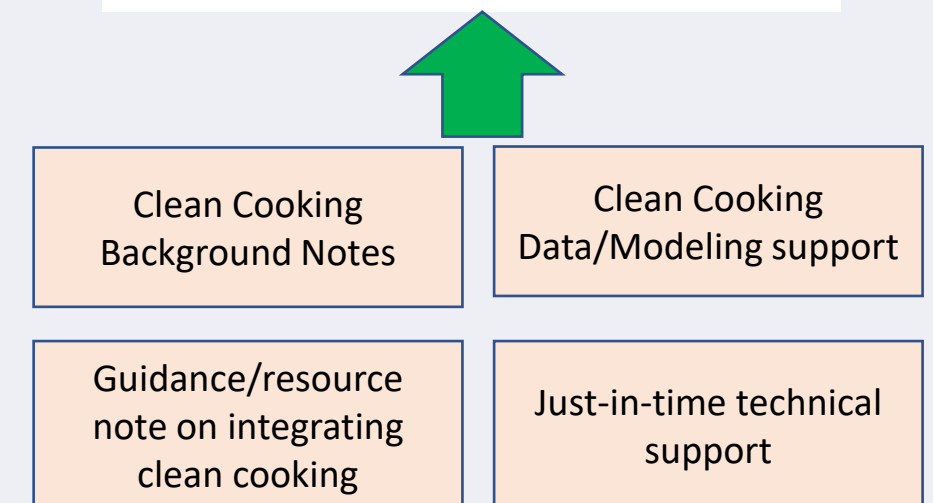 Clean Cooking
Background Notes
Clean Cooking
Data/Modeling support
Guidance/resource
note on integrating
clean cooking
Just-in-time technical
support